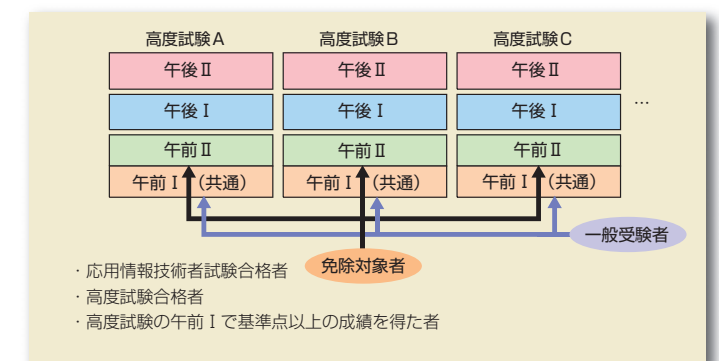 高度試験A 高度試験B 高度試験C
午後Ⅱ 午後Ⅱ 午後Ⅱ
午後Ⅰ 午後Ⅰ 午後Ⅰ
…
午前Ⅱ 午前Ⅱ 午前Ⅱ
午前Ⅰ(共通) 午前Ⅰ(共通) 午前Ⅰ(共通)
一般受験者
免除対象者
・応用情報技術者試験合格者
・高度試験合格者
・高度試験の午前Ⅰで基準点以上の成績を得た者